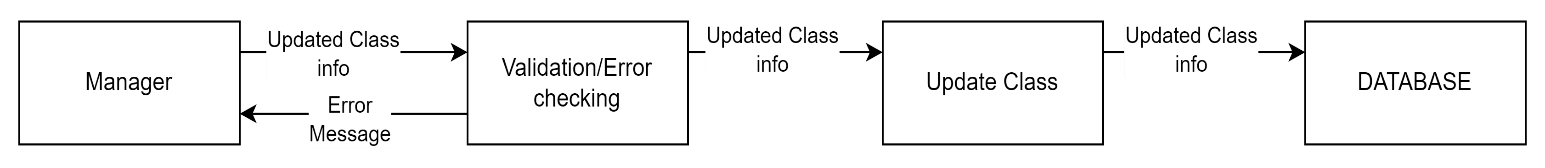 Manager
Updated Class
info
Error
Message
Validation/Error
checking
Updated Class
info
Update Class
Updated Class
info
DATABASE